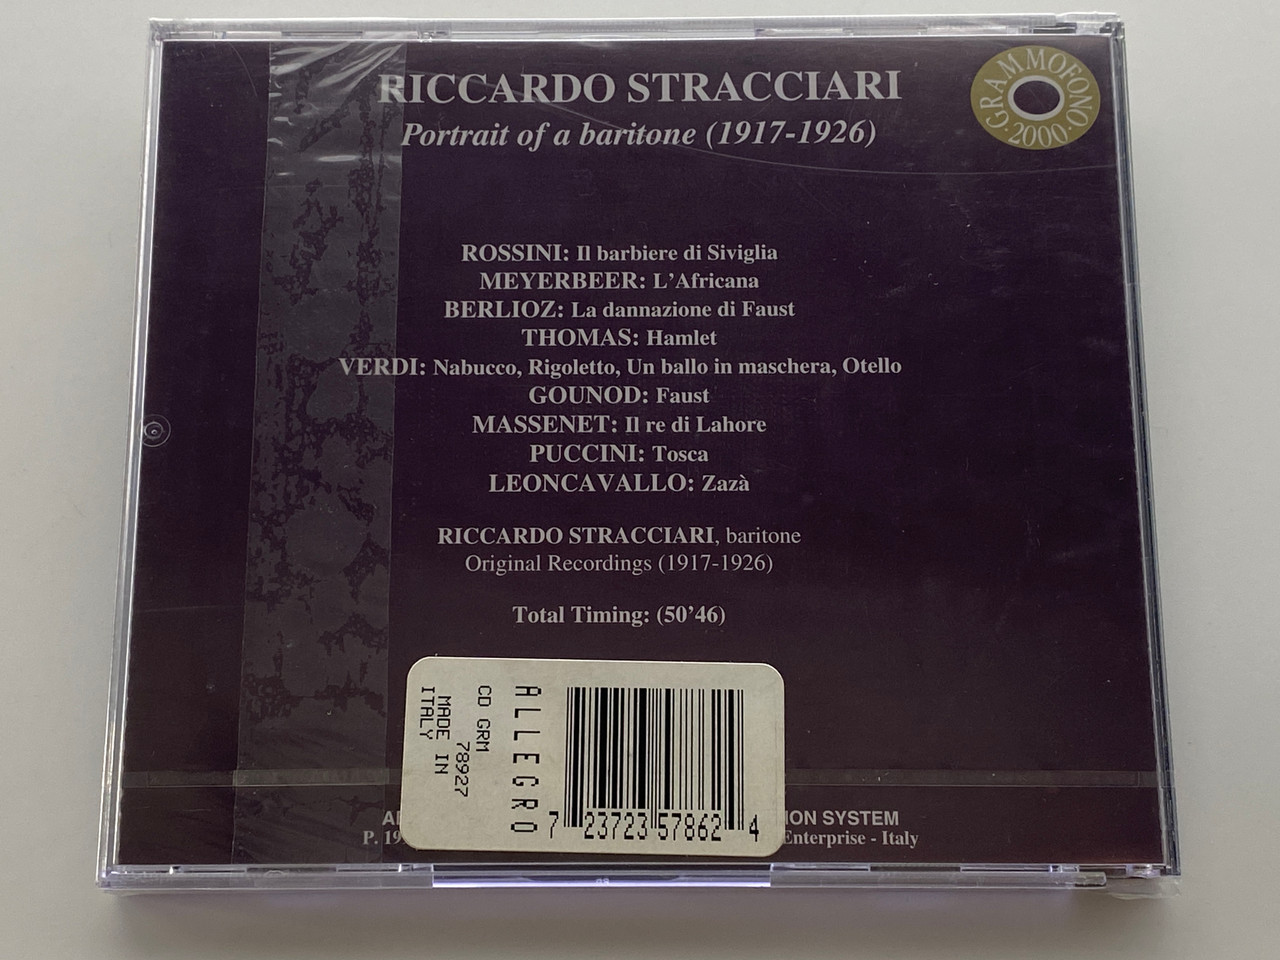 RICCARDO STRACCIARI
Portrait of a baritone (1917-1926)
GRAMMOFONO · 2000 ·
ROSSINI: Il barbiere di Siviglia
MEYERBEER: L'Africana
BERLIOZ: La dannazione di Faust
THOMAS: Hamlet
VERDI: Nabucco, Rigoletto, Un ballo in maschera, Otello
GOUNOD: Faust
MASSENET: Il re di Lahore
PUCCINI: Tosca
LEONCAVALLO: Zazà
RICCARDO STRACCIARI, baritone
Original Recordings (1917-1926)
Total Timing: (50'46)
ALLEGRO
CD GRM 78927
MADE IN
ITALY
7 23723 57862 4
SYSTEM
P. Enterprise - Italy